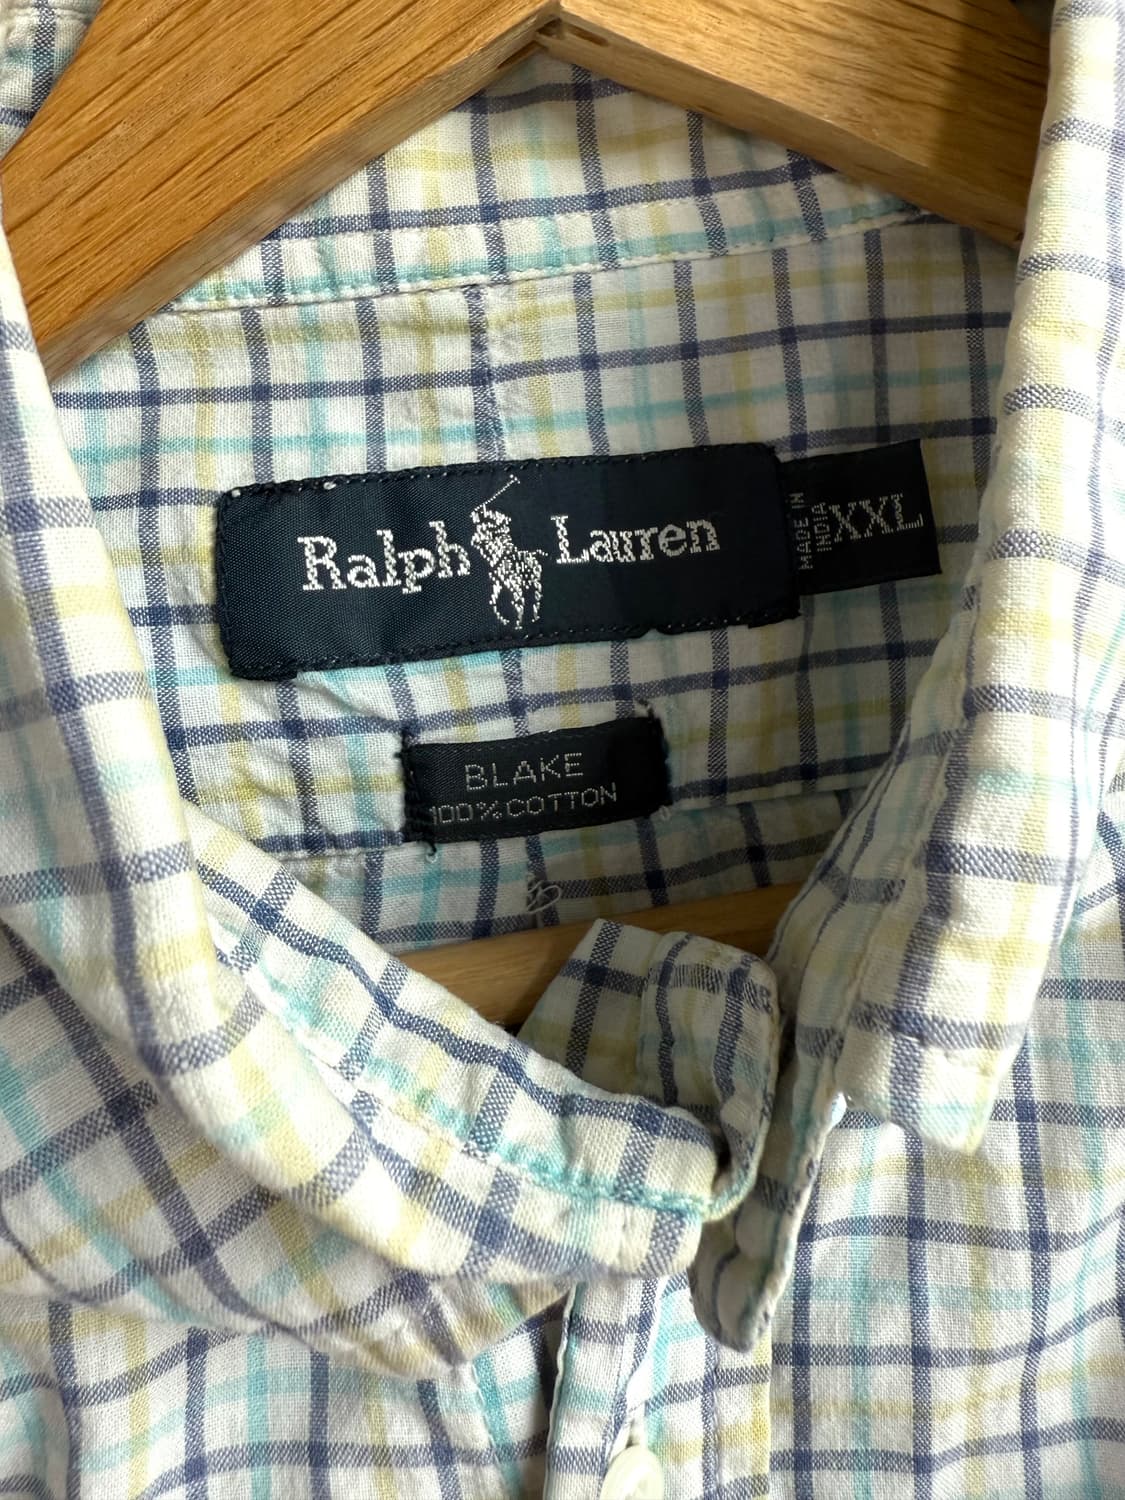 Ralph Lauren
MADE IN
INDIA
XXL
BLAKE
100% COTTON